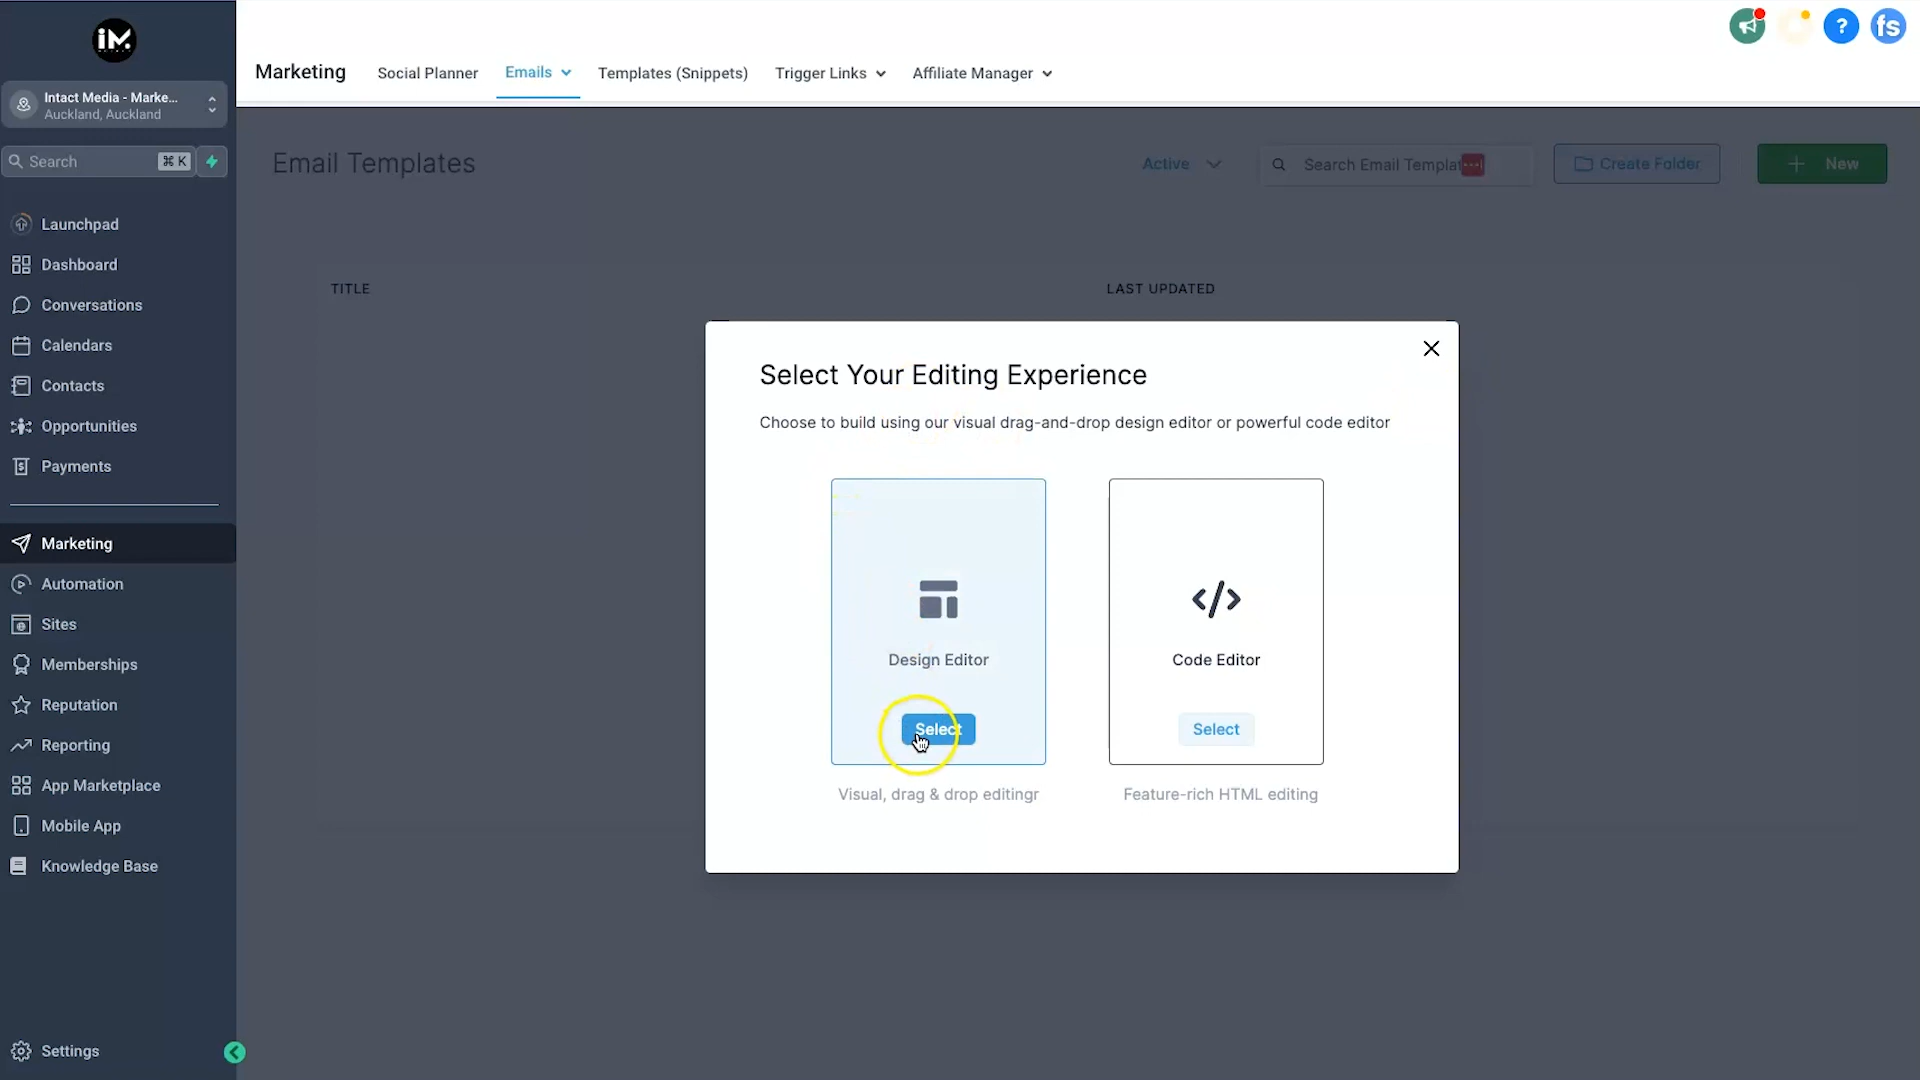 iM.
Intact Media - Marke...
Auckland, Auckland
Search ⌘ K
Launchpad
Dashboard
Conversations
Calendars
Contacts
Opportunities
Payments
Marketing
Automation
Sites
Memberships
Reputation
Reporting
App Marketplace
Mobile App
Knowledge Base
Settings
Marketing Social Planner Emails Templates (Snippets) Trigger Links Affiliate Manager
? fs
Email Templates Active Search Email Templat Create Folder + New
TITLE LAST UPDATED
Select Your Editing Experience
Choose to build using our visual drag-and-drop design editor or powerful code editor
</>
Design Editor Code Editor
Select Select
Visual, drag & drop editingr Feature-rich HTML editing